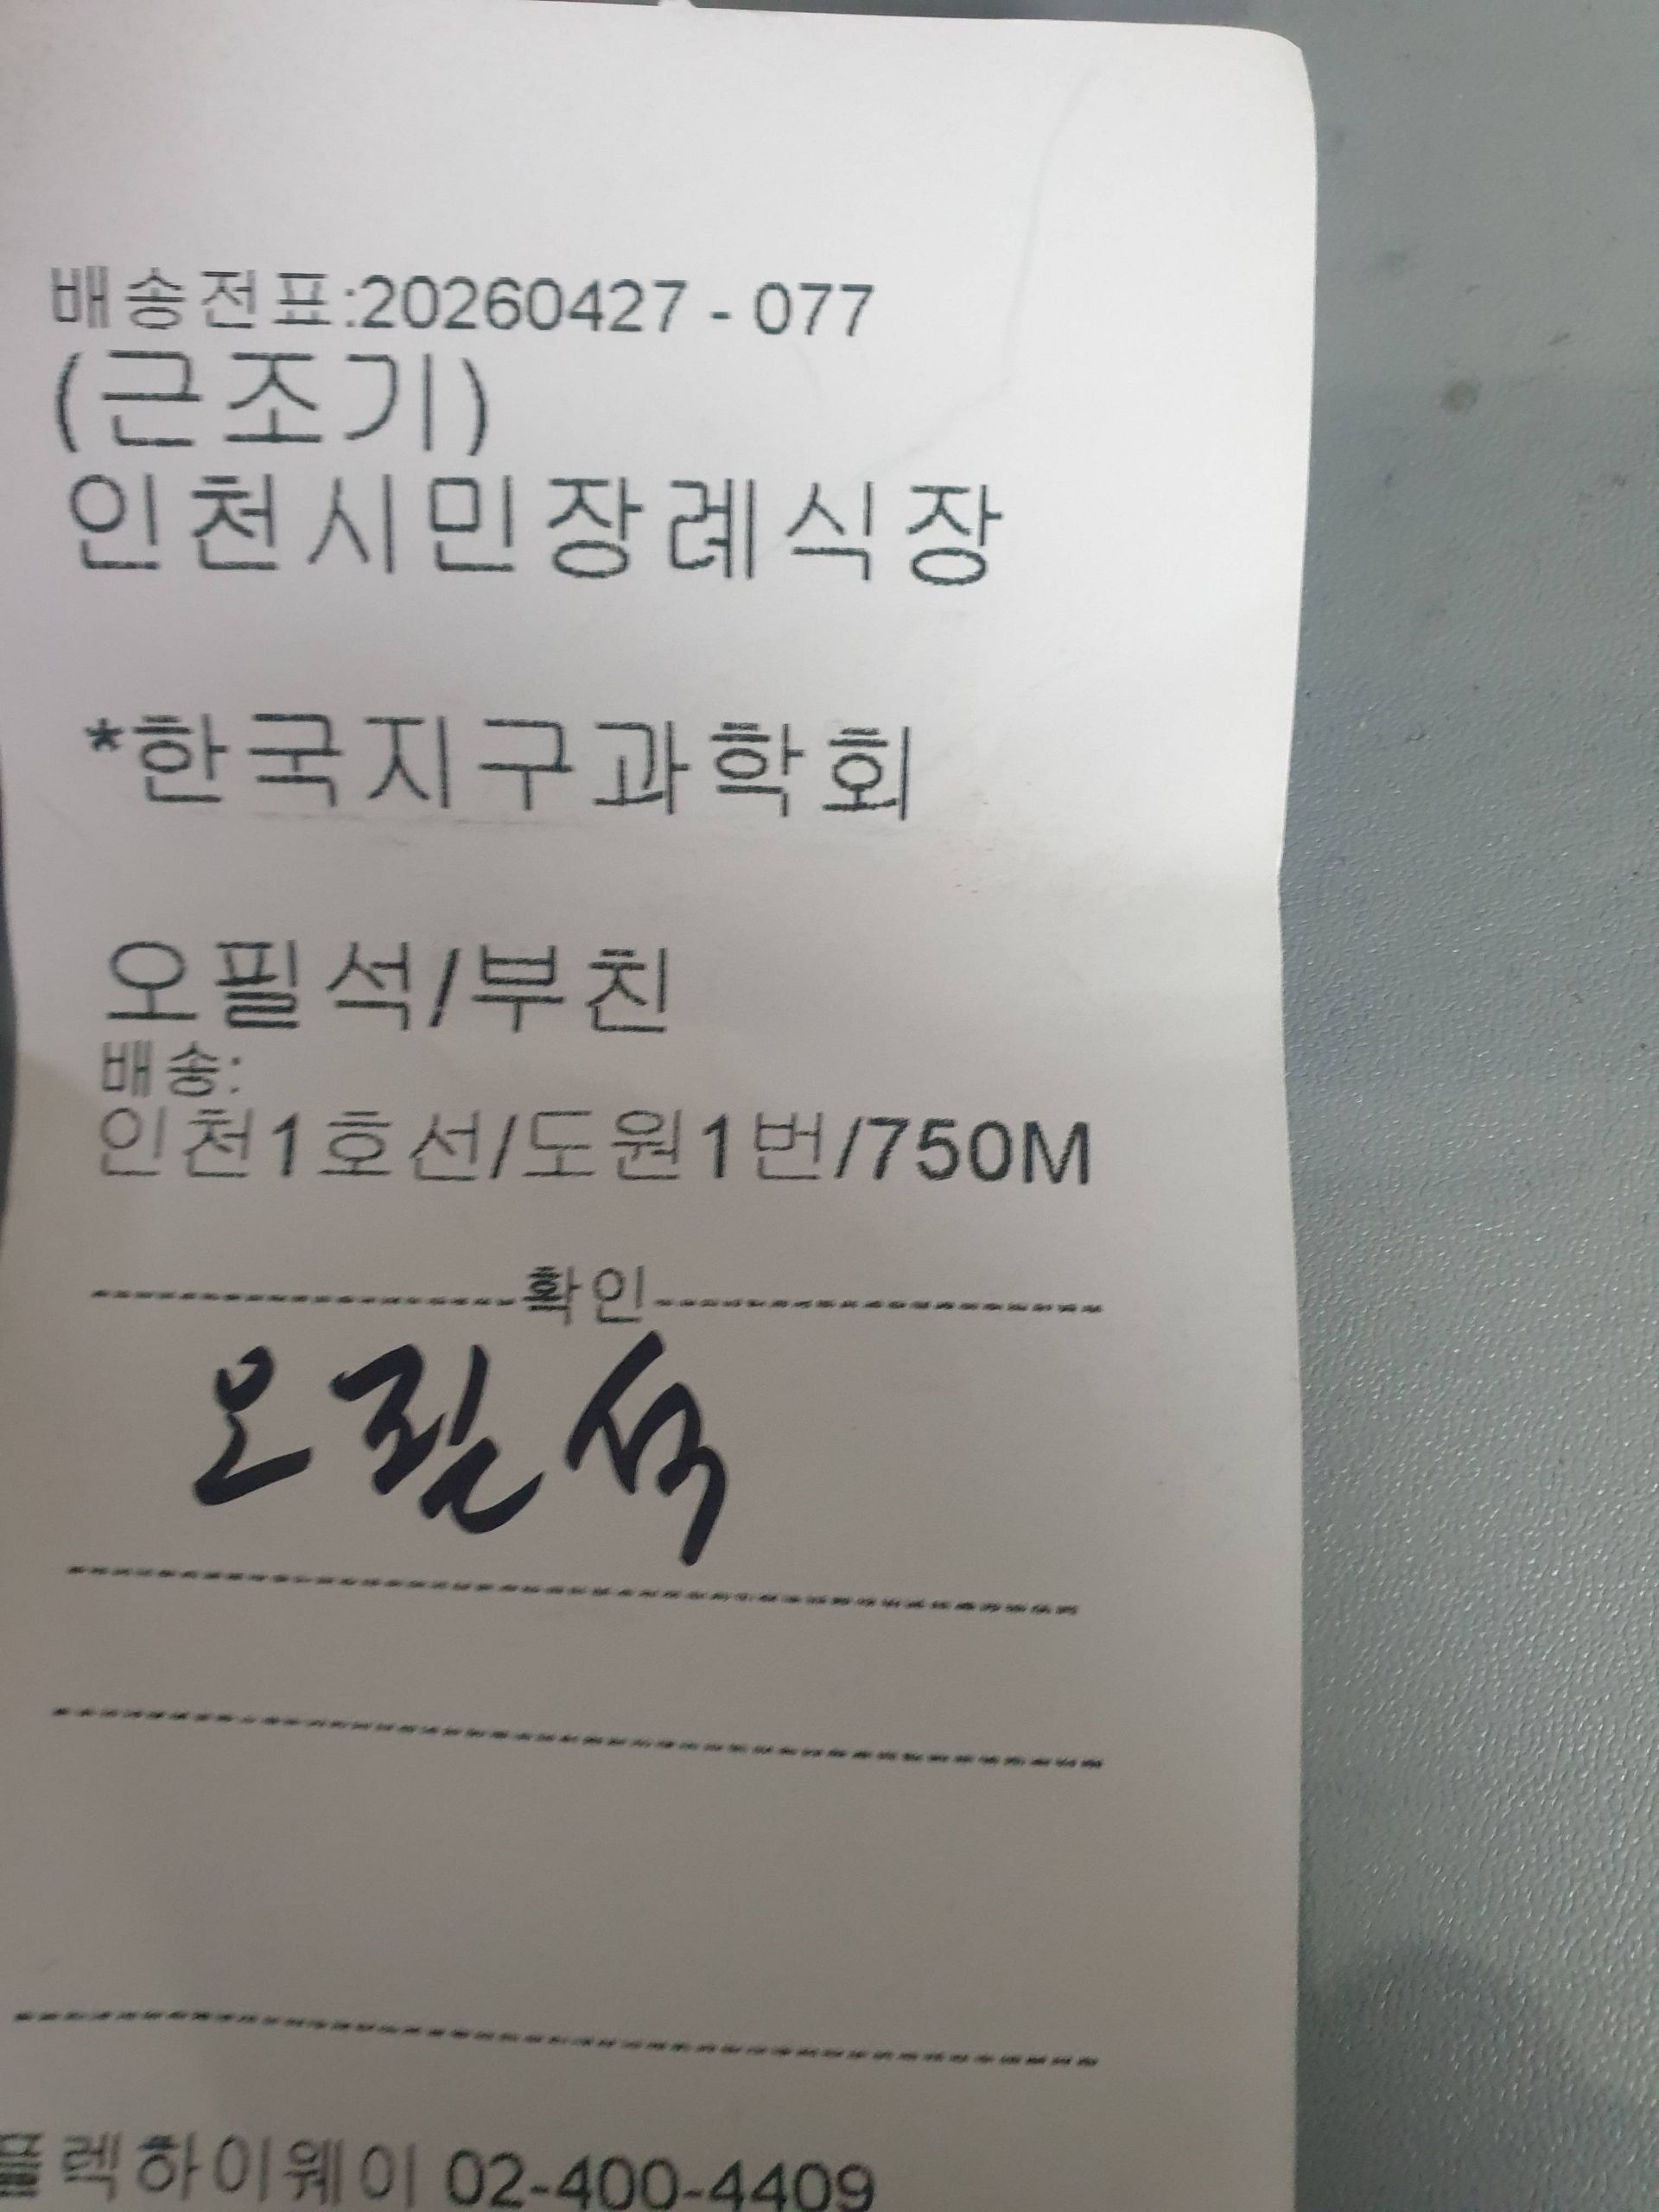 배송전표:20260427 - 077
(근조기)
인천시민장례식장
*한국지구과학회
오필석/부친
배송:
인천1호선/도원1번/750M
확인
오필석
플렉하이웨이 02-400-4409